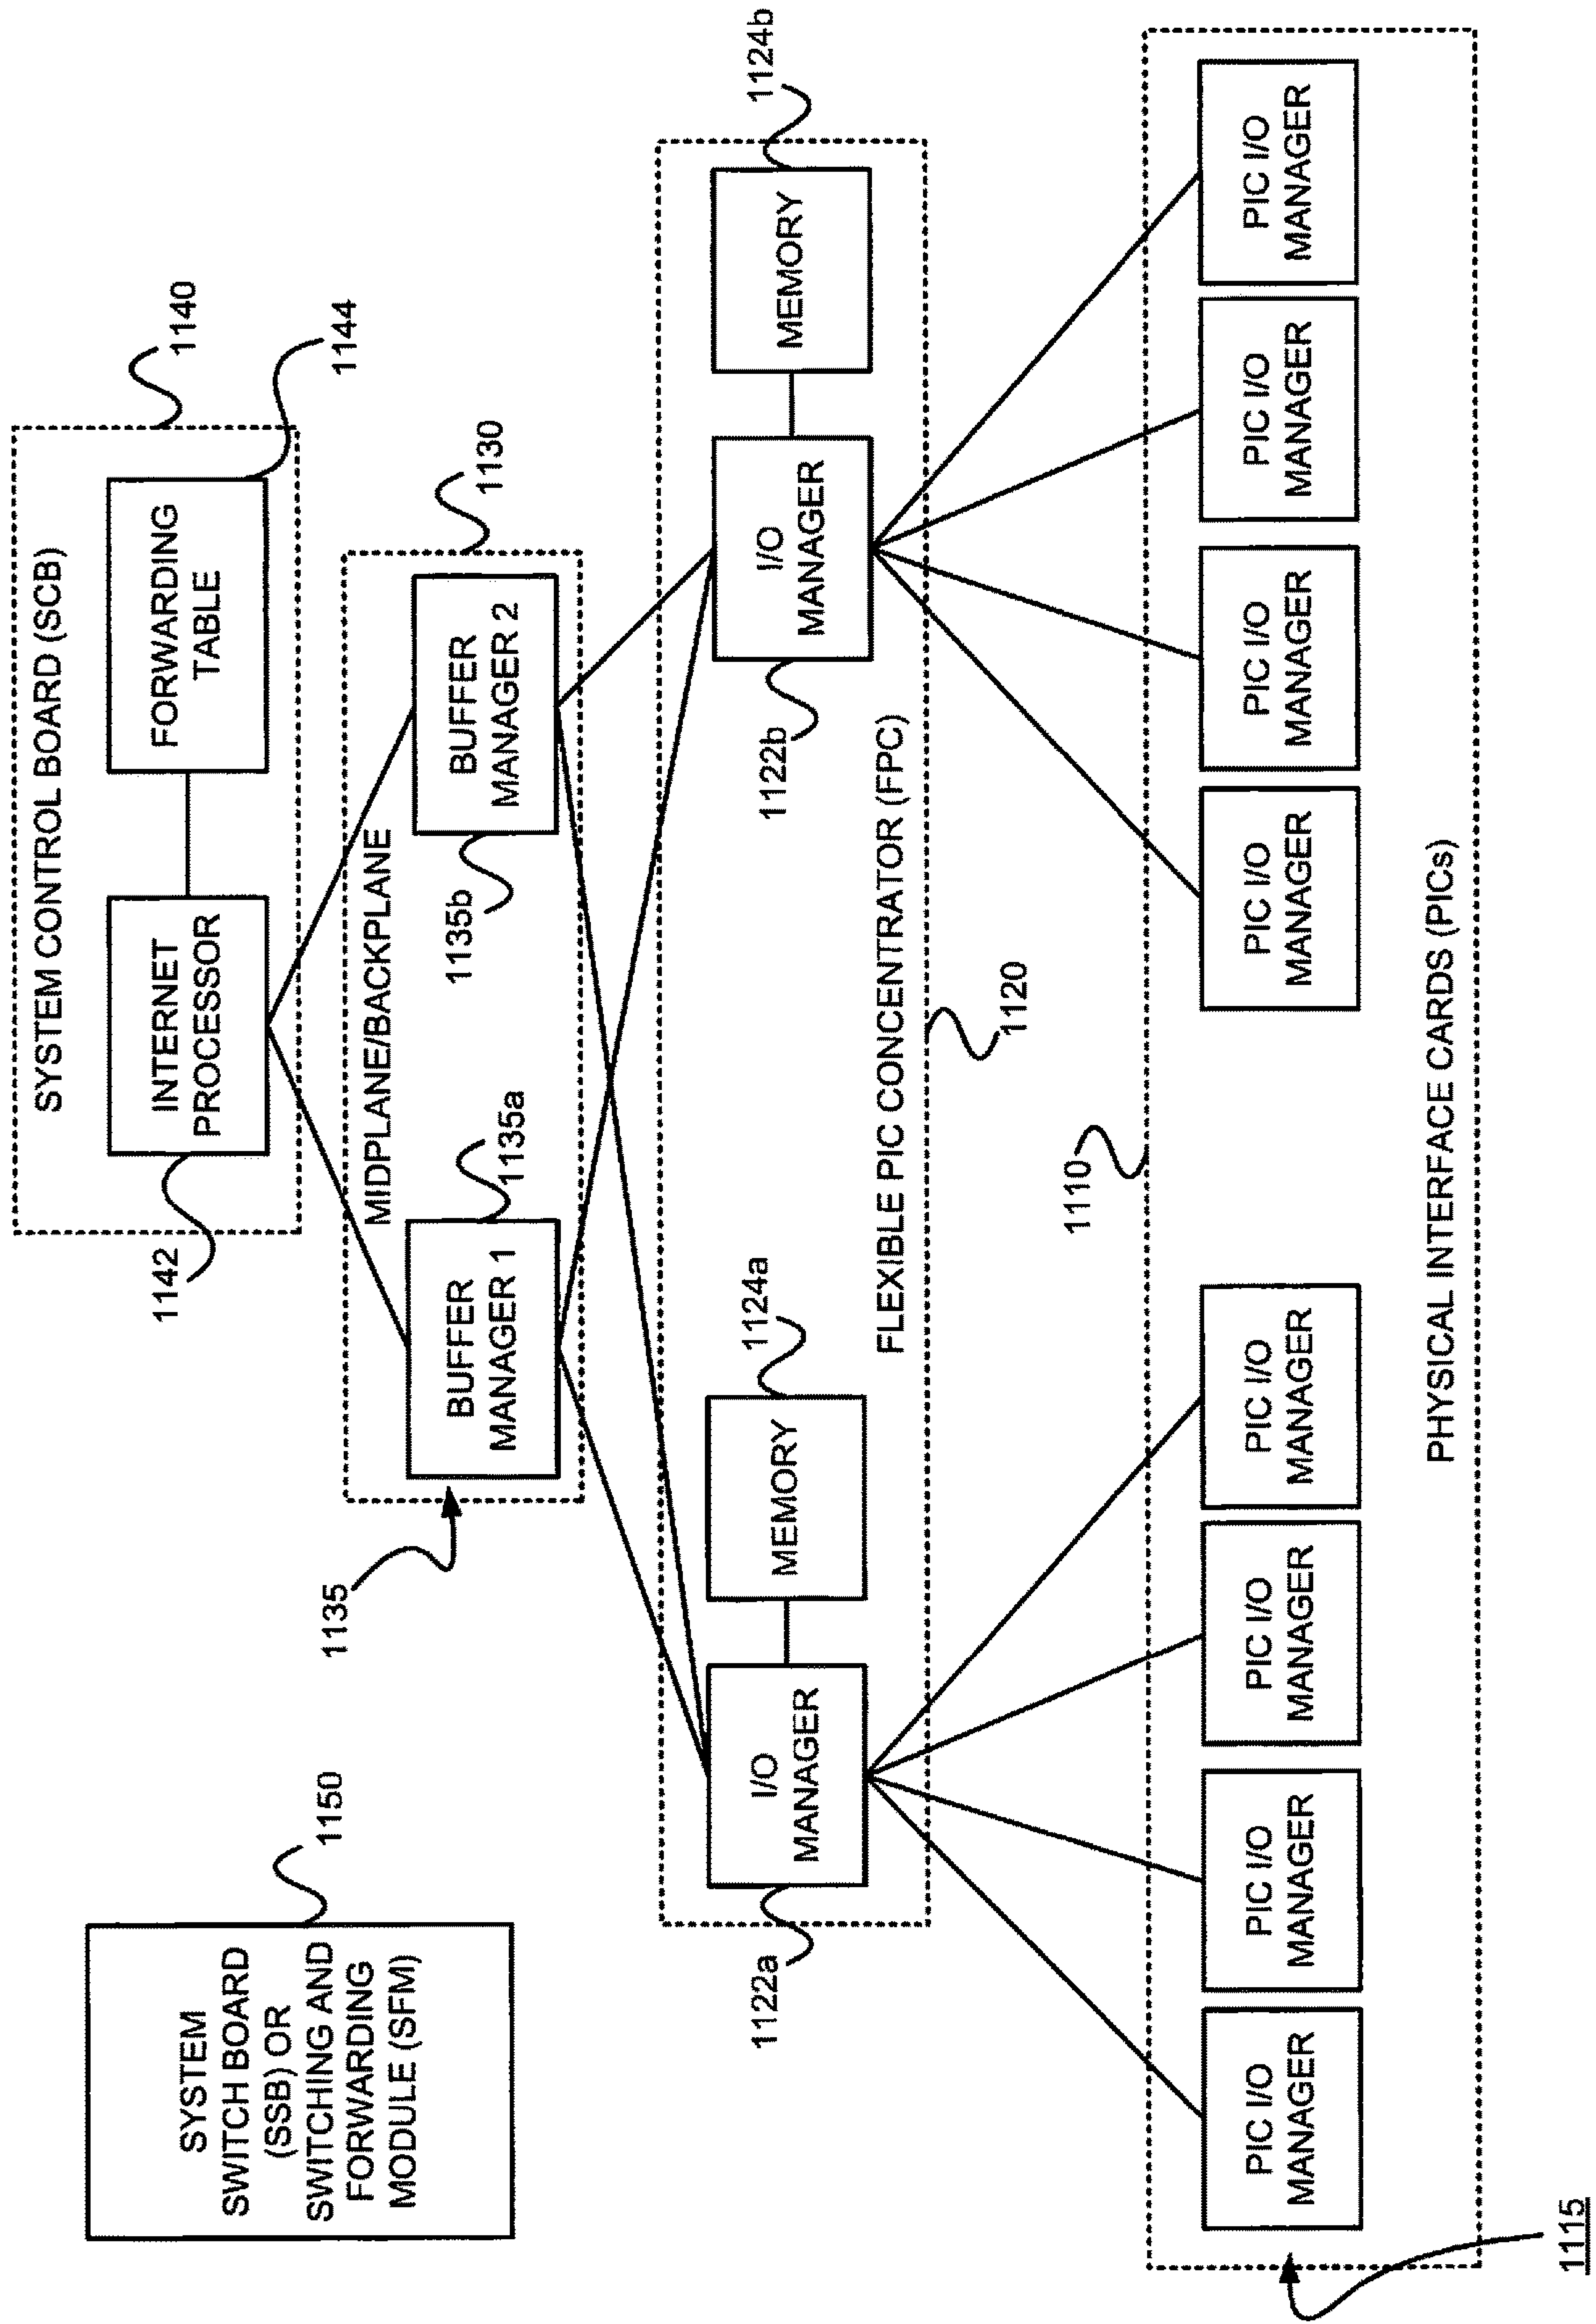 SYSTEM
SWITCH BOARD
(SSB) OR
SWITCHING AND
FORWARDING
MODULE (SFM)
1150
SYSTEM CONTROL BOARD (SCB)
1140
INTERNET
PROCESSOR
1142
FORWARDING
TABLE
1144
MIDPLANE/BACKPLANE
1130
1135
BUFFER
MANAGER 1
1135a
BUFFER
MANAGER 2
1135b
I/O
MANAGER
1122a
MEMORY
1124a
I/O
MANAGER
1122b
MEMORY
1124b
FLEXIBLE PIC CONCENTRATOR (FPC)
1120
1110
PIC I/O
MANAGER
PIC I/O
MANAGER
PIC I/O
MANAGER
PIC I/O
MANAGER
PIC I/O
MANAGER
PIC I/O
MANAGER
PIC I/O
MANAGER
PIC I/O
MANAGER
PHYSICAL INTERFACE CARDS (PICs)
1115